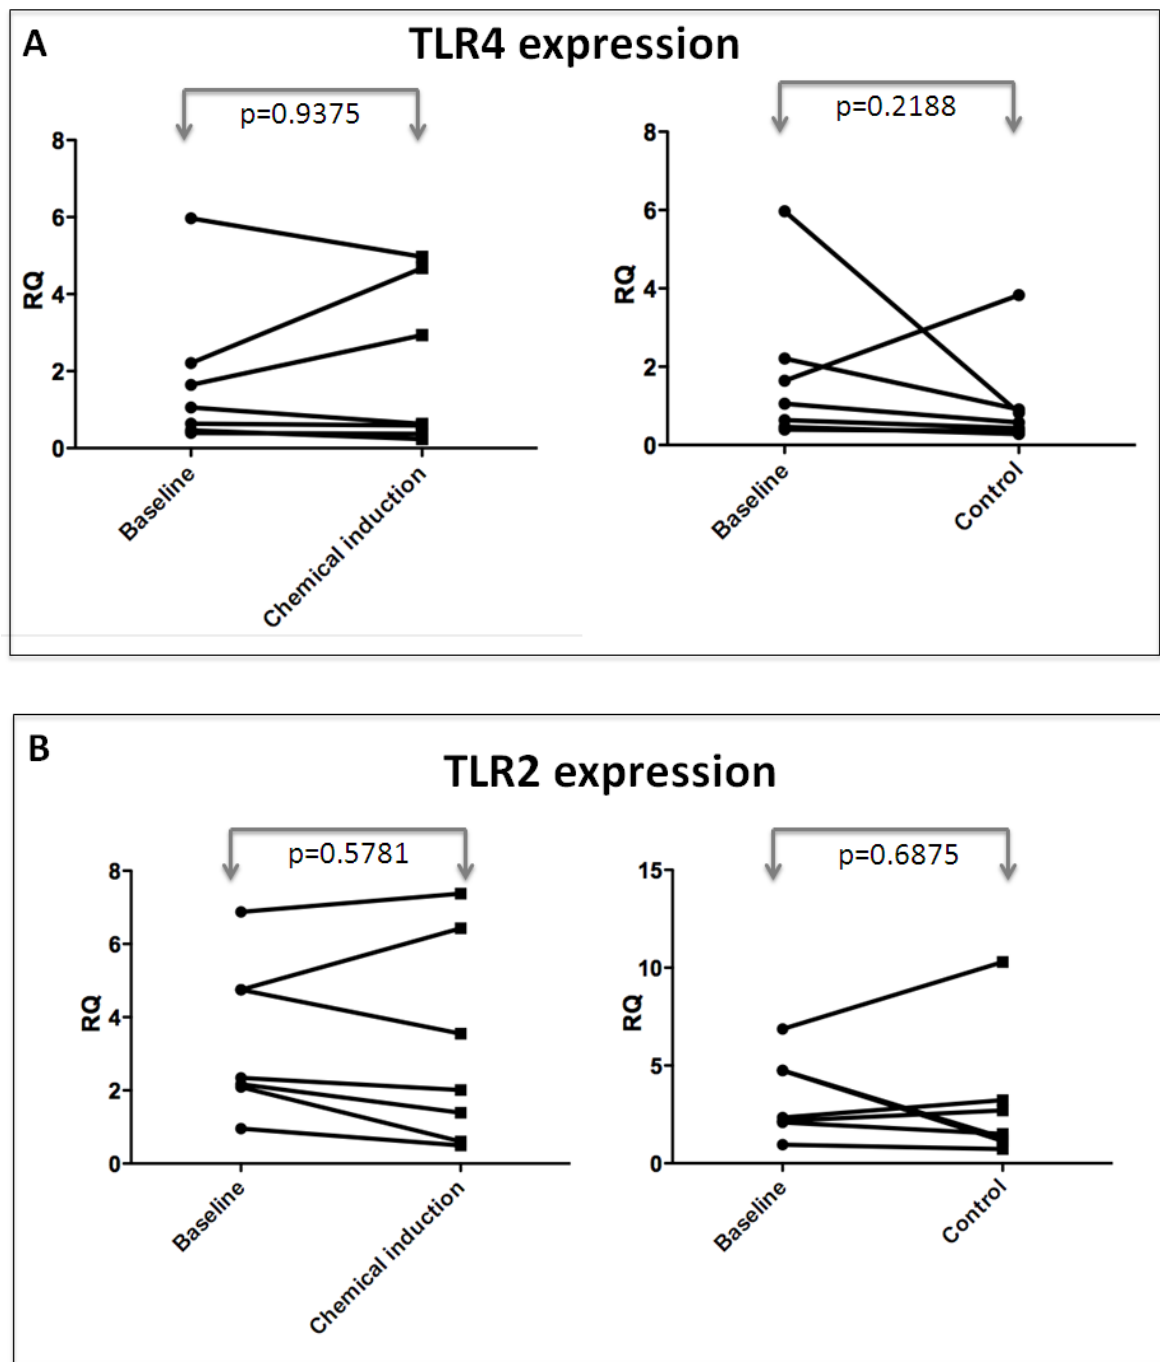 A
TLR4 expression
p=0.9375
8
6
4
2
0
RQ
Baseline
Chemical induction
p=0.2188
8
6
4
2
0
RQ
Baseline
Control
B
TLR2 expression
p=0.5781
8
6
4
2
0
RQ
Baseline
Chemical induction
p=0.6875
15
10
5
0
RQ
Baseline
Control